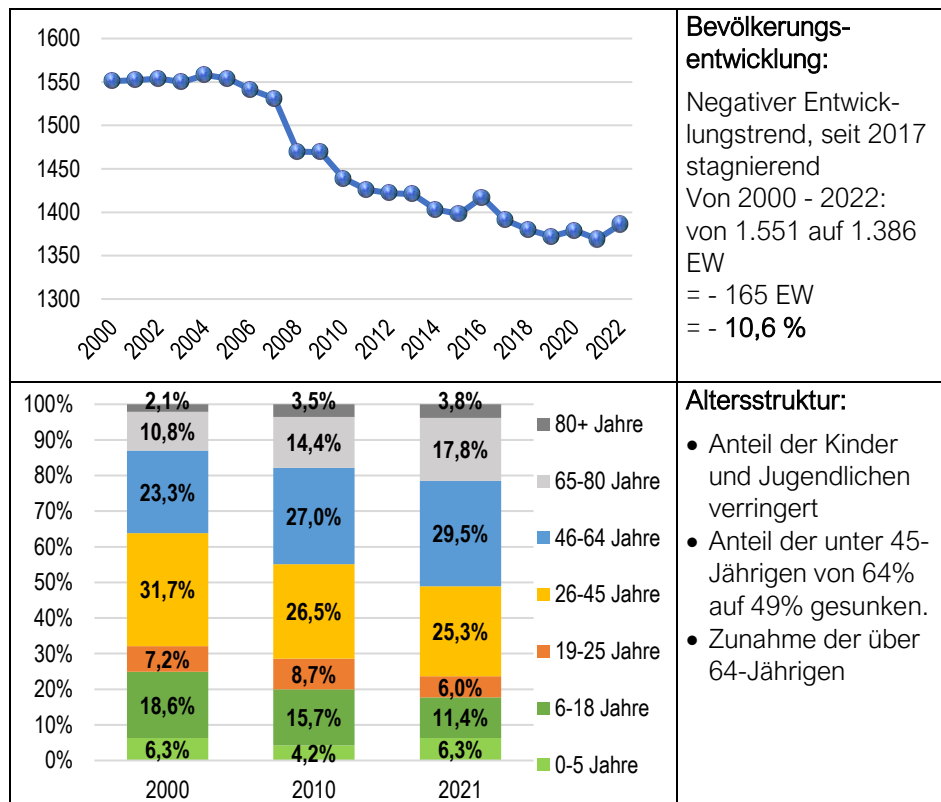 1600
1550
1500
1450
1400
1350
1300
2000
2002
2004
2006
2008
2010
2012
2014
2016
2018
2020
2022
Bevölkerungs-
entwicklung:
Negativer Entwick-
lungstrend, seit 2017
stagnierend
Von 2000 - 2022:
von 1.551 auf 1.386
EW
= - 165 EW
= - 10,6 %
100%
90%
80%
70%
60%
50%
40%
30%
20%
10%
0%
2,1%
10,8%
23,3%
31,7%
7,2%
18,6%
6,3%
2000
3,5%
14,4%
27,0%
26,5%
8,7%
15,7%
4,2%
2010
3,8%
17,8%
29,5%
25,3%
6,0%
11,4%
6,3%
2021
80+ Jahre
65-80 Jahre
46-64 Jahre
26-45 Jahre
19-25 Jahre
6-18 Jahre
0-5 Jahre
Altersstruktur:
• Anteil der Kinder
und Jugendlichen
verringert
• Anteil der unter 45-
Jährigen von 64%
auf 49% gesunken.
• Zunahme der über
64-Jährigen